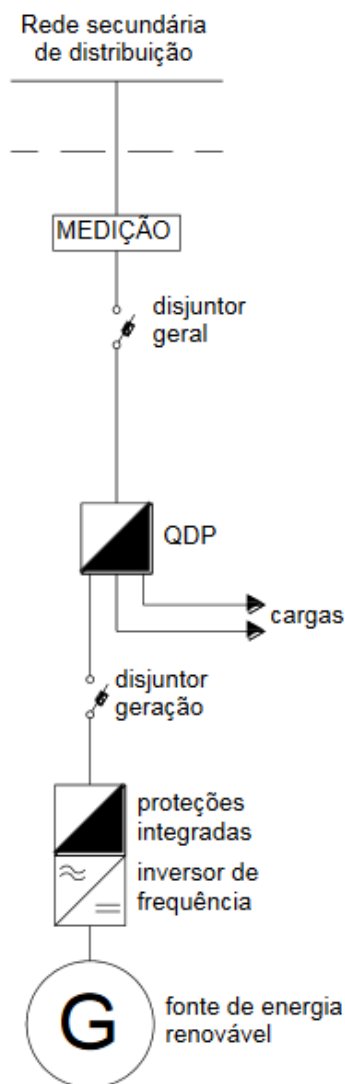 Rede secundária
de distribuição
MEDIÇÃO
disjuntor
geral
QDP
cargas
disjuntor
geração
proteções
integradas
inversor de
frequência
G
fonte de energia
renovável